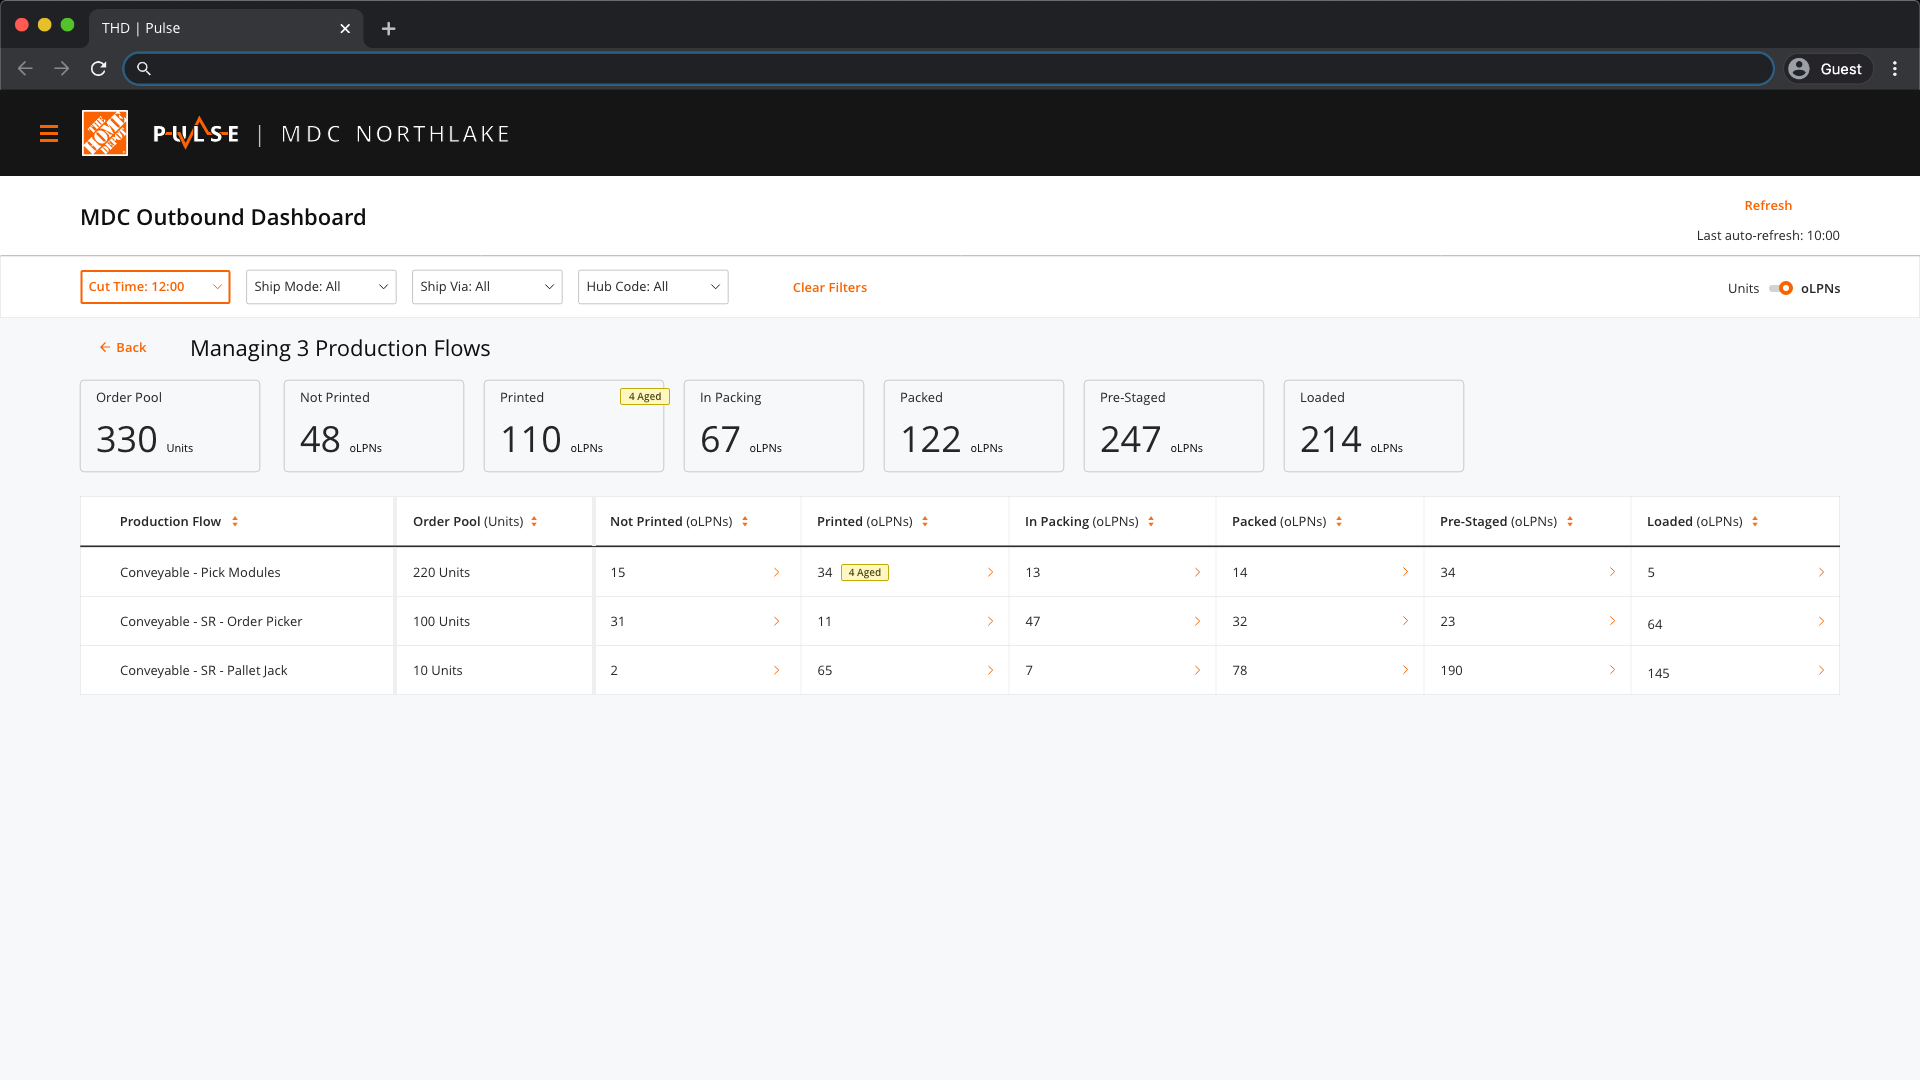 THD | Pulse
Guest
THE HOME DEPOT PULSE | MDC NORTHLAKE
MDC Outbound Dashboard
Refresh
Last auto-refresh: 10:00
Cut Time: 12:00 Ship Mode: All Ship Via: All Hub Code: All Clear Filters Units oLPNs
Back Managing 3 Production Flows
Order Pool Not Printed Printed 4 Aged In Packing Packed Pre-Staged Loaded
330 Units 48 oLPNs 110 oLPNs 67 oLPNs 122 oLPNs 247 oLPNs 214 oLPNs
Production Flow Order Pool (Units) Not Printed (oLPNs) Printed (oLPNs) In Packing (oLPNs) Packed (oLPNs) Pre-Staged (oLPNs) Loaded (oLPNs)
Conveyable - Pick Modules 220 Units 15 34 4 Aged 13 14 34 5
Conveyable - SR - Order Picker 100 Units 31 11 47 32 23 64
Conveyable - SR - Pallet Jack 10 Units 2 65 7 78 190 145